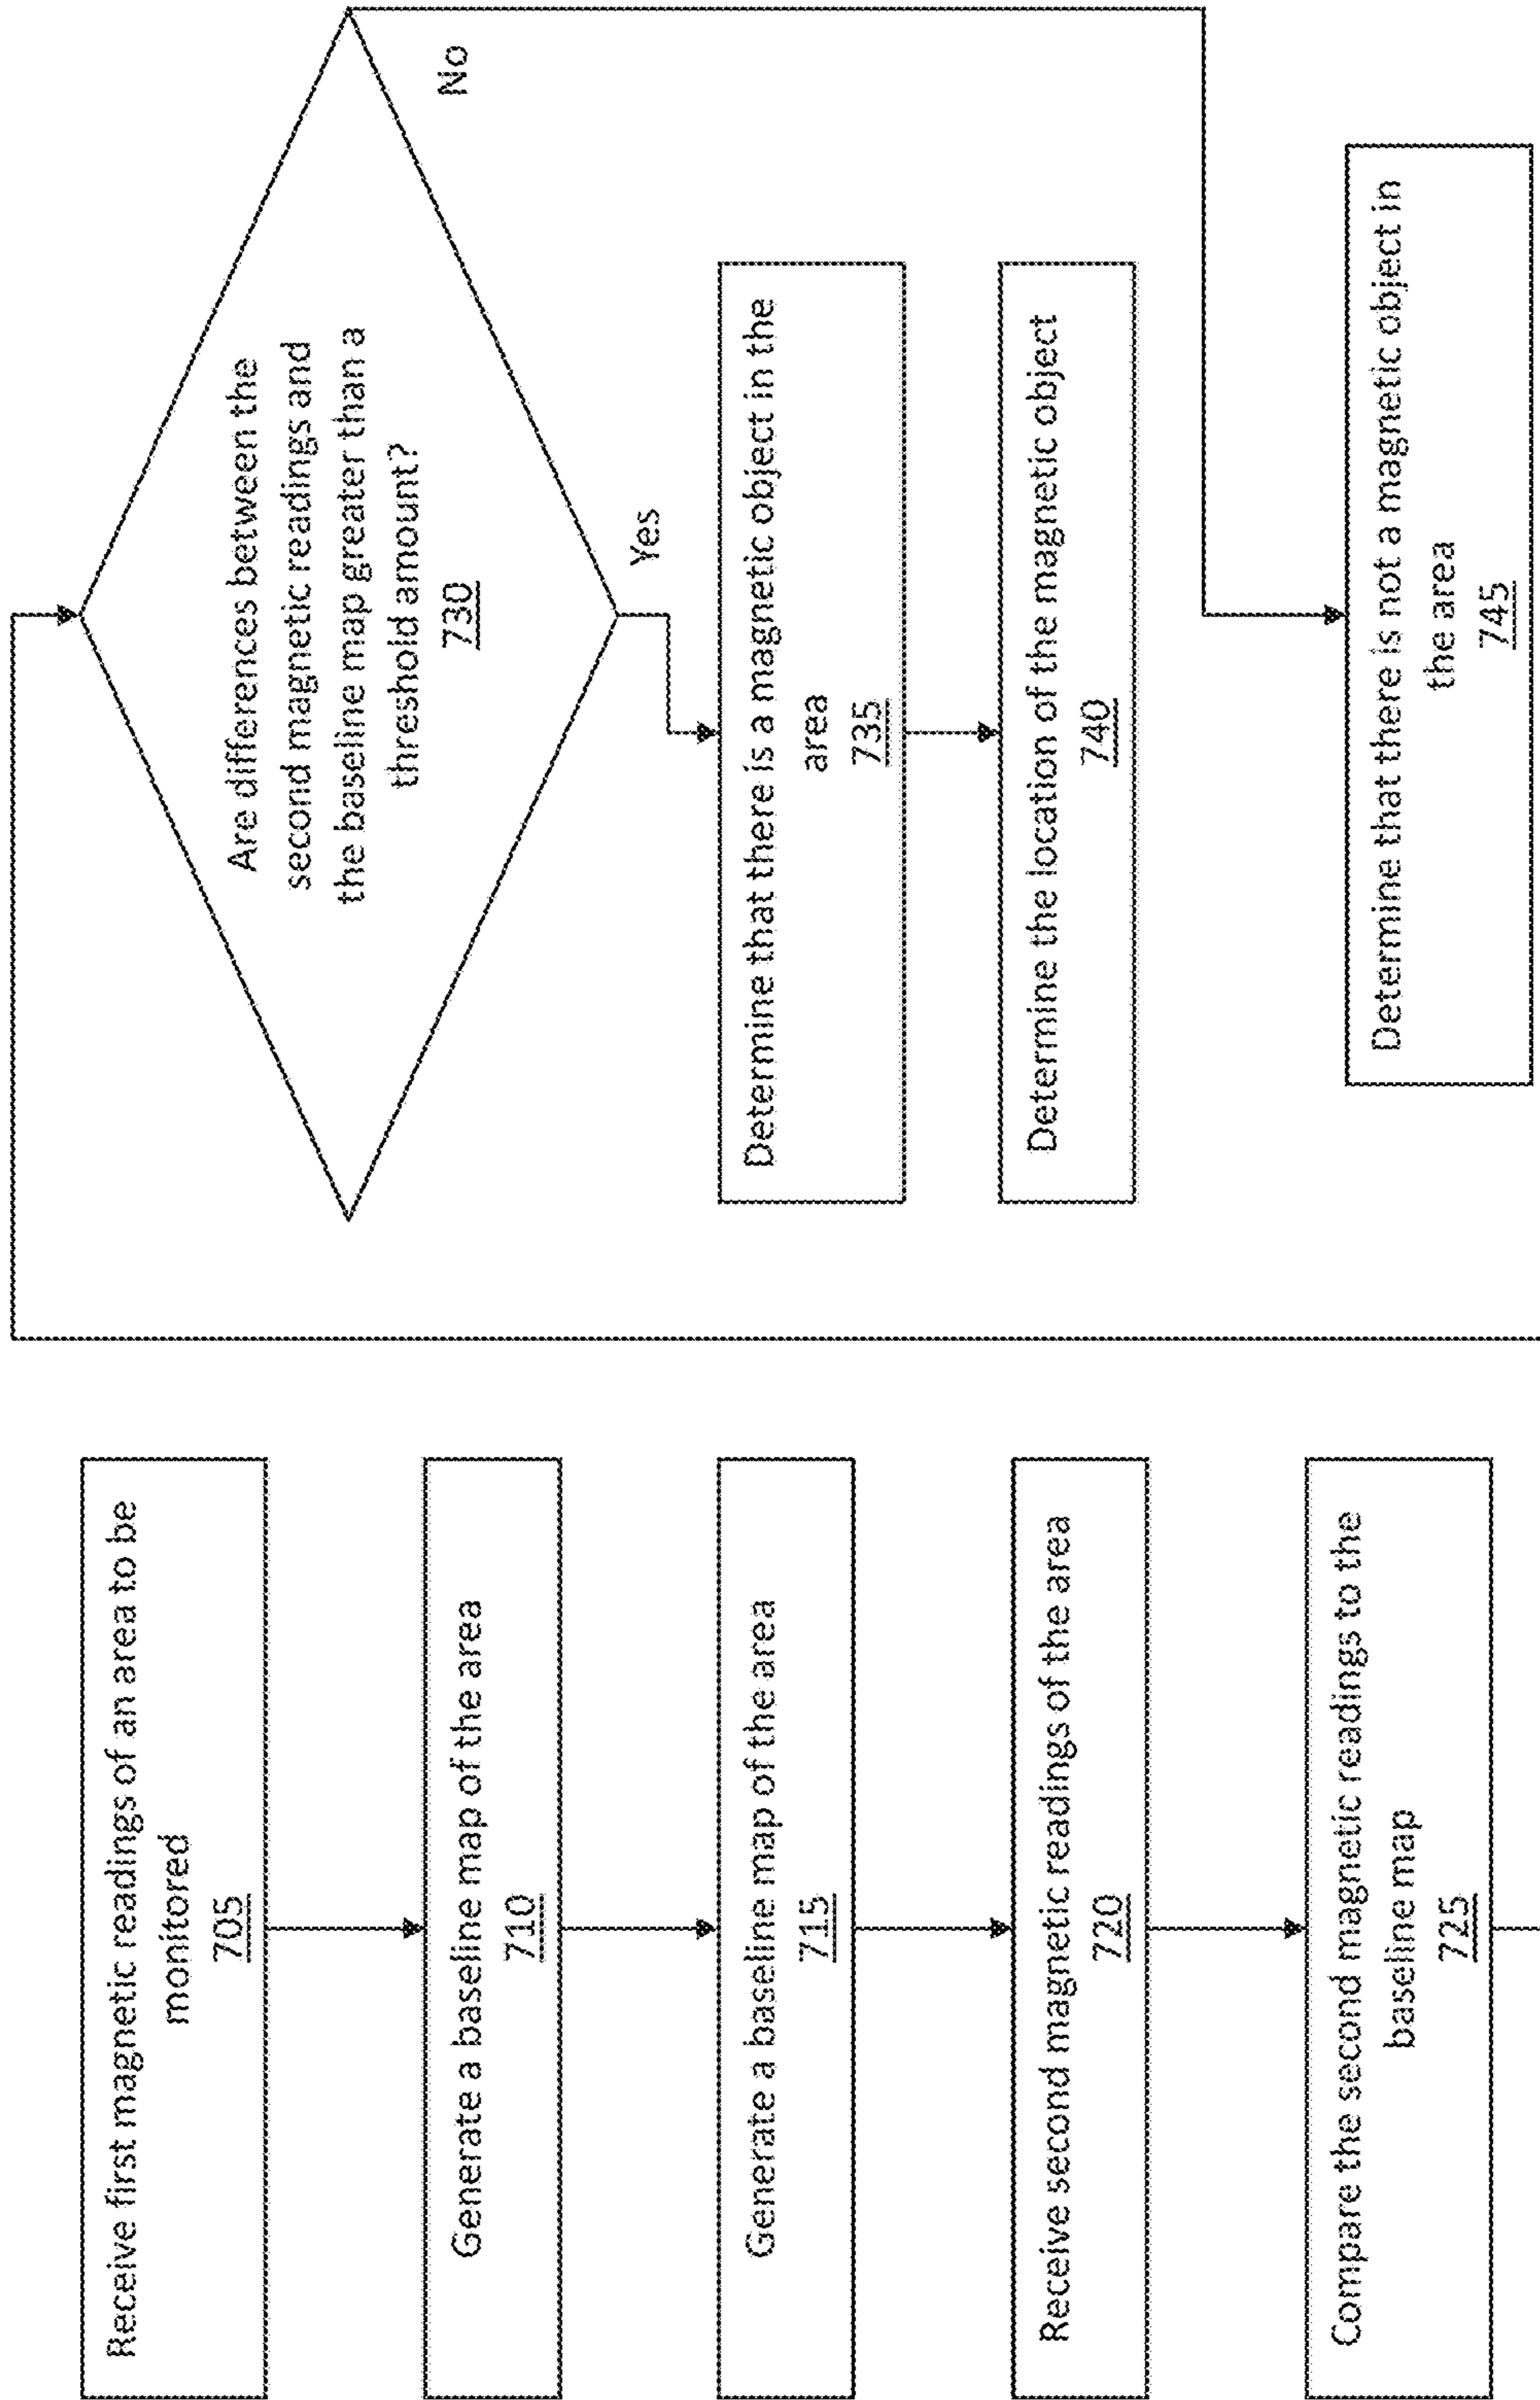 Receive first magnetic readings of an area to be
monitored
705
Generate a baseline map of the area
710
Generate a baseline map of the area
715
Receive second magnetic readings of the area
720
Compare the second magnetic readings to the
baseline map
725
Are differences between the
second magnetic readings and
the baseline map greater than a
threshold amount?
730
No
Yes
Determine that there is a magnetic object in the
area
735
Determine the location of the magnetic object
740
Determine that there is not a magnetic object in
the area
745